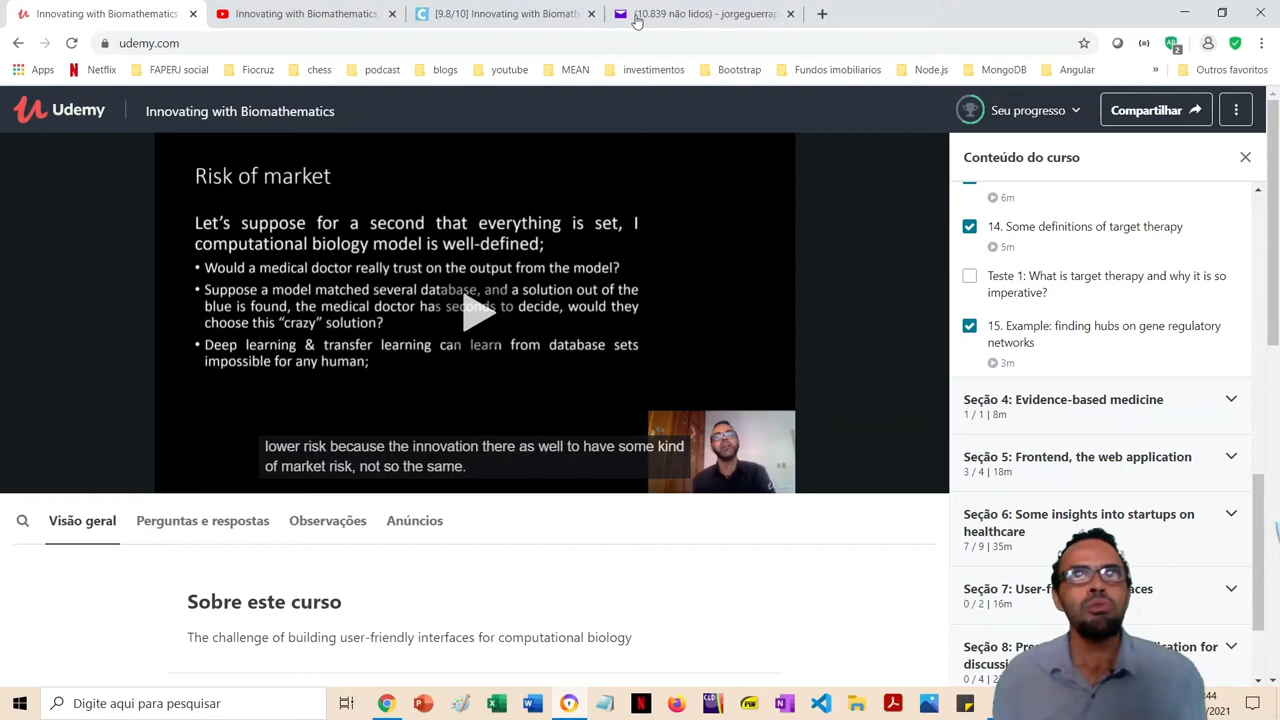 Innovating with Biomathematics
Innovating with Biomathematics
[9.8/10] Innovating with Biomath
(10.839 não lidos) - jorgeguerrap
udemy.com
2
Apps
Netflix
FAPERJ social
Fiocruz
chess
podcast
blogs
youtube
MEAN
investimentos
Bootstrap
Fundos imobiliarios
Node.js
MongoDB
Angular
»
Outros favoritos
Udemy
Innovating with Biomathematics
Seu progresso
Compartilhar
Risk of market
Let's suppose for a second that everything is set, I
computational biology model is well-defined;
• Would a medical doctor really trust on the output from the model?
• Suppose a model matched several database, and a solution out of the
blue is found, the medical doctor has seconds to decide, would they
choose this “crazy” solution?
• Deep learning & transfer learning can learn from database sets
impossible for any human;
lower risk because the innovation there as well to have some kind
of market risk, not so the same.
Conteúdo do curso
6m
14. Some definitions of target therapy
5m
Teste 1: What is target therapy and why it is so
imperative?
15. Example: finding hubs on gene regulatory
networks
3m
Seção 4: Evidence-based medicine
1 / 1 | 8m
Seção 5: Frontend, the web application
3 / 4 | 18m
Seção 6: Some insights into startups on
healthcare
7 / 9 | 35m
Seção 7:
0 / 2 | 16m
Seção 8:
0 / 4
Visão geral
Perguntas e respostas
Observações
Anúncios
Sobre este curso
The challenge of building user-friendly interfaces for computational biology
Digite aqui para pesquisar